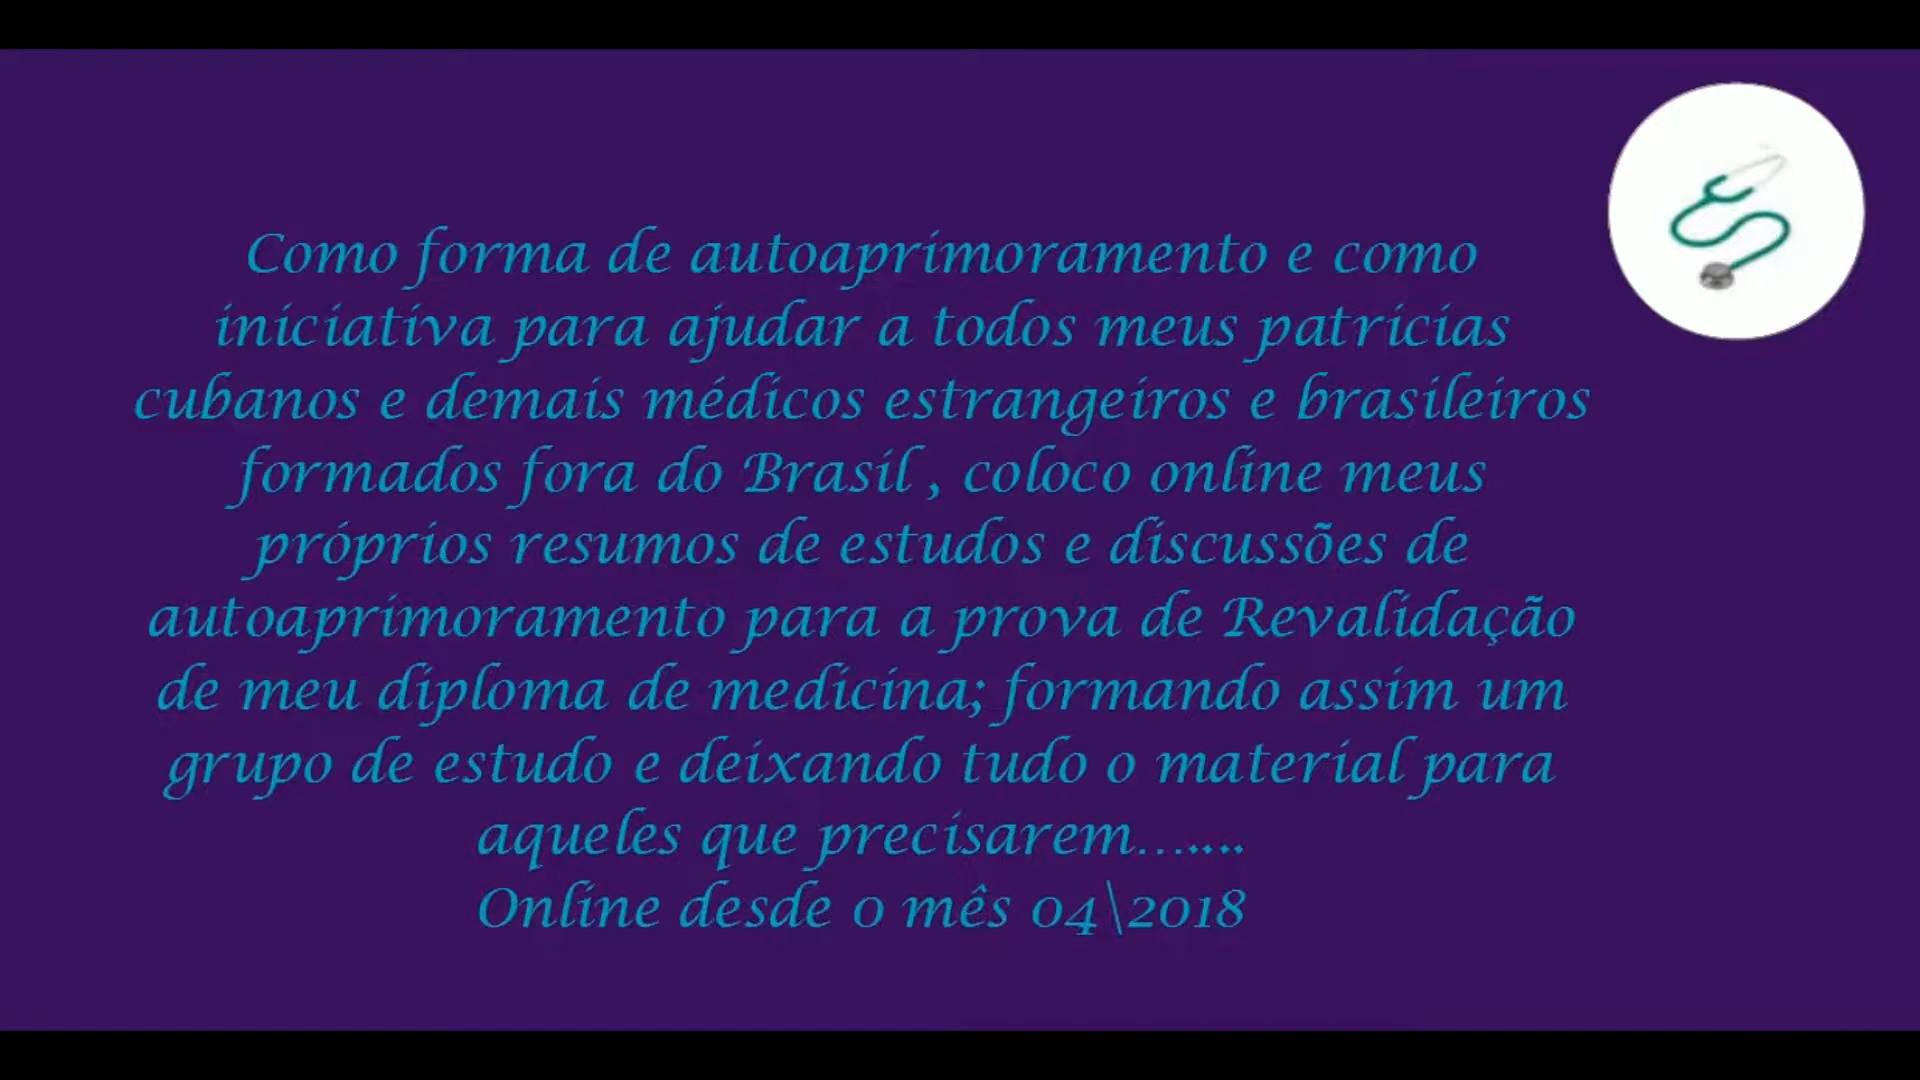 Como forma de autoaprimoramento e como
iniciativa para ajudar a todos meus patricias
cubanos e demais médicos estrangeiros e brasileiros
formados fora do Brasil , coloco online meus
próprios resumos de estudos e discussões de
autoaprimoramento para a prova de Revalidação
de meu diploma de medicina; formando assim um
grupo de estudo e deixando tudo o material para
aqueles que precisarem…....
Online desde o mês 04\2018